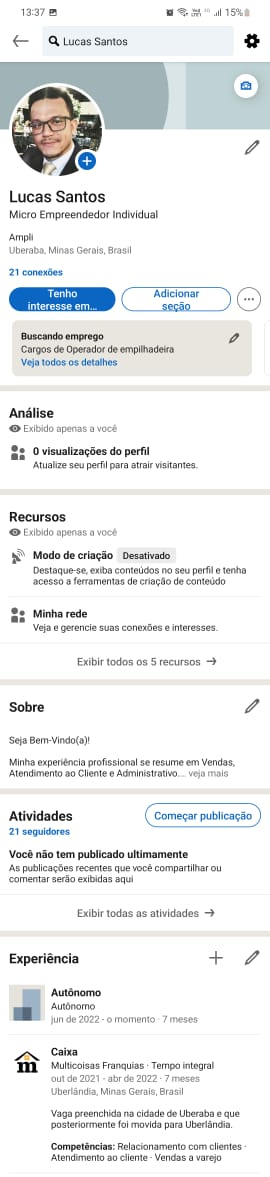 13:37
15%
Lucas Santos
Lucas Santos
Micro Empreendedor Individual
Ampli
Uberaba, Minas Gerais, Brasil
21 conexões
Tenho
interesse em...
Adicionar
seção
Buscando emprego
Cargos de Operador de empilhadeira
Veja todos os detalhes
Análise
Exibido apenas a você
0 visualizações do perfil
Atualize seu perfil para atrair visitantes.
Recursos
Exibido apenas a você
Modo de criação Desativado
Destaque-se, exiba conteúdos no seu perfil e tenha
acesso a ferramentas de criação de conteúdo
Minha rede
Veja e gerencie suas conexões e interesses.
Exibir todos os 5 recursos →
Sobre
Seja Bem-Vindo(a)!
Minha experiência profissional se resume em Vendas,
Atendimento ao Cliente e Administrativo.... veja mais
Atividades
21 seguidores
Começar publicação
Você não tem publicado ultimamente
As publicações recentes que você compartilhar ou
comentar serão exibidas aqui
Exibir todas as atividades →
Experiência
Autônomo
Autônomo
jun de 2022 - o momento · 7 meses
m
Caixa
Multicoisas Franquias · Tempo integral
out de 2021 - abr de 2022 · 7 meses
Uberlândia, Minas Gerais, Brasil
Vaga preenchida na cidade de Uberaba e que
posteriormente foi movida para Uberlândia.
Competências: Relacionamento com clientes ·
Atendimento ao cliente · Vendas a varejo